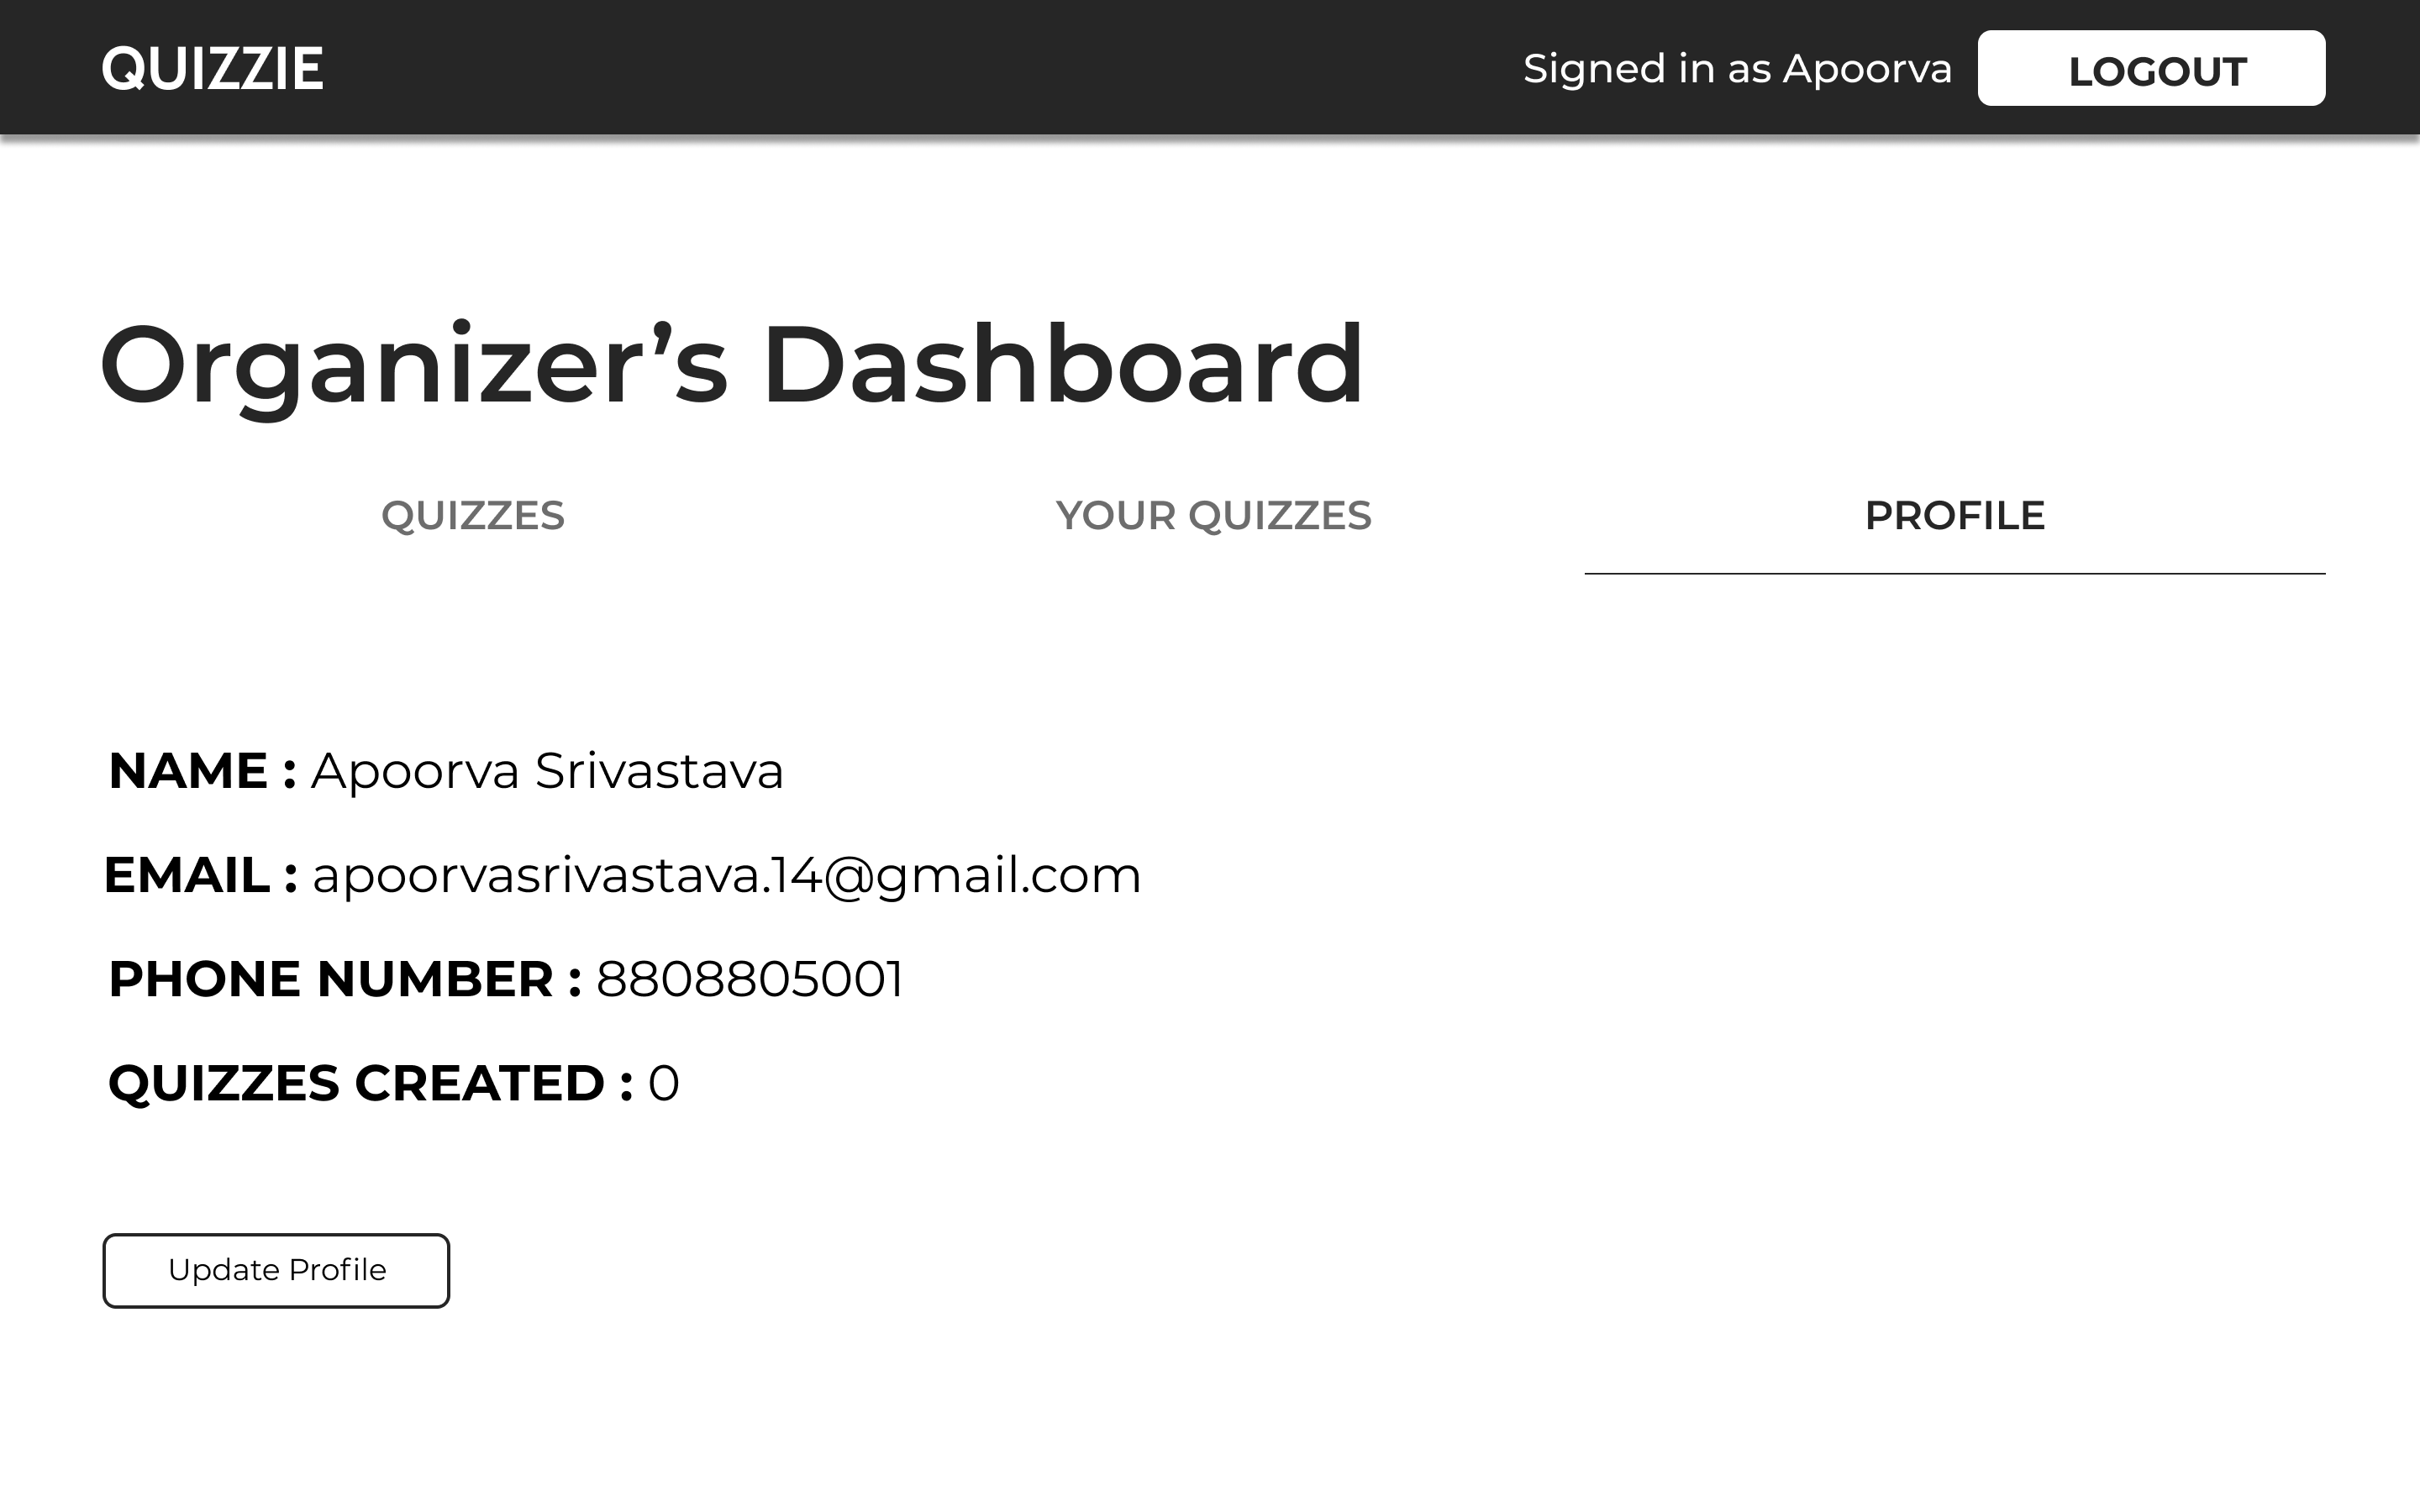 QUIZZIE
Signed in as Apoorva
LOGOUT
Organizer’s Dashboard
QUIZZES
YOUR QUIZZES
PROFILE
NAME : Apoorva Srivastava
EMAIL : apoorvasrivastava.14@gmail.com
PHONE NUMBER : 8808805001
QUIZZES CREATED : 0
Update Profile